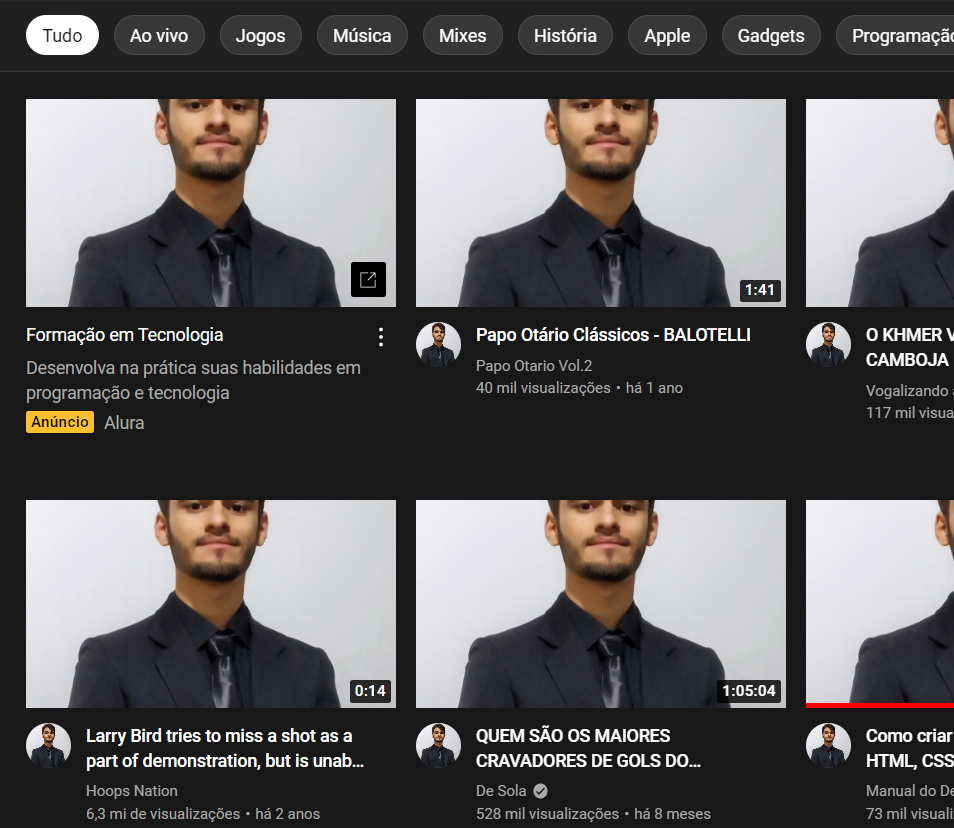 Tudo
Ao vivo
Jogos
Música
Mixes
História
Apple
Gadgets
Programaçã
1:41
Formação em Tecnologia
Desenvolva na prática suas habilidades em
programação e tecnologia
Anúncio Alura
Papo Otário Clássicos - BALOTELLI
Papo Otario Vol.2
40 mil visualizações • há 1 ano
O KHMER V
CAMBOJA
Vogalizando
117 mil visua
0:14
1:05:04
Larry Bird tries to miss a shot as a
part of demonstration, but is unab...
Hoops Nation
6,3 mi de visualizações • há 2 anos
QUEM SÃO OS MAIORES
CRAVADORES DE GOLS DO...
De Sola
528 mil visualizações • há 8 meses
Como criar
HTML, CSS
Manual do De
73 mil visuali